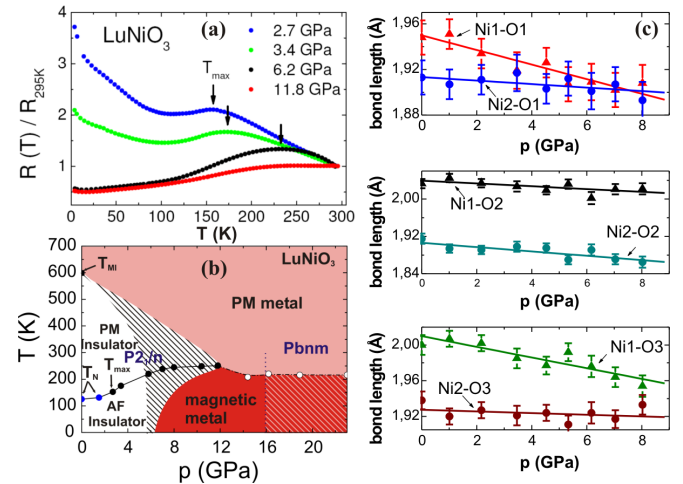 LuNiO3
(a)
2.7 GPa
3.4 GPa
6.2 GPa
11.8 GPa
Tmax
R (T) / R295K
4
3
2
1
0 50 100 150 200 250 300
T (K)
(b)
LuNiO3
TMI
PM metal
PM
Insulator
P21/n
Pbnm
TN
Tmax
AF
Insulator
magnetic
metal
T (K)
700
600
500
400
300
200
100
0
0 4 8 12 16 20
p (GPa)
(c)
Ni1-O1
Ni2-O1
bond length (Å)
1,96
1,92
1,88
0 2 4 6 8
p (GPa)
Ni1-O2
Ni2-O2
bond length (Å)
2.00
1.90
1.84
0 2 4 6 8
p (GPa)
Ni1-O3
Ni2-O3
bond length (Å)
2,00
1,96
1.92
0 2 4 6 8
p (GPa)